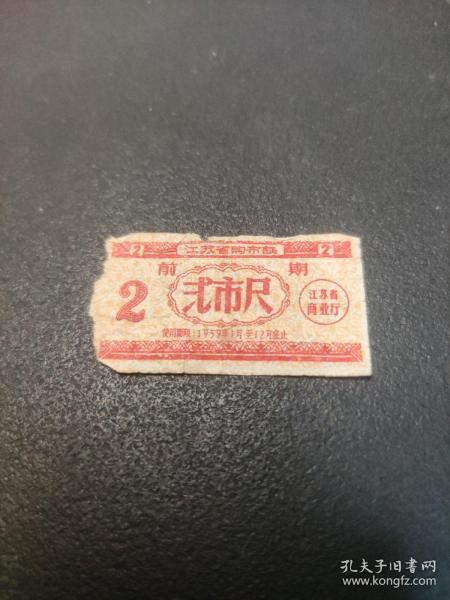 2 江苏省购布证 2
前期
2 弍市尺 江苏省
商业厅
使用期限:1959年1月至12月底止
孔夫子旧书网
www.kongfz.com